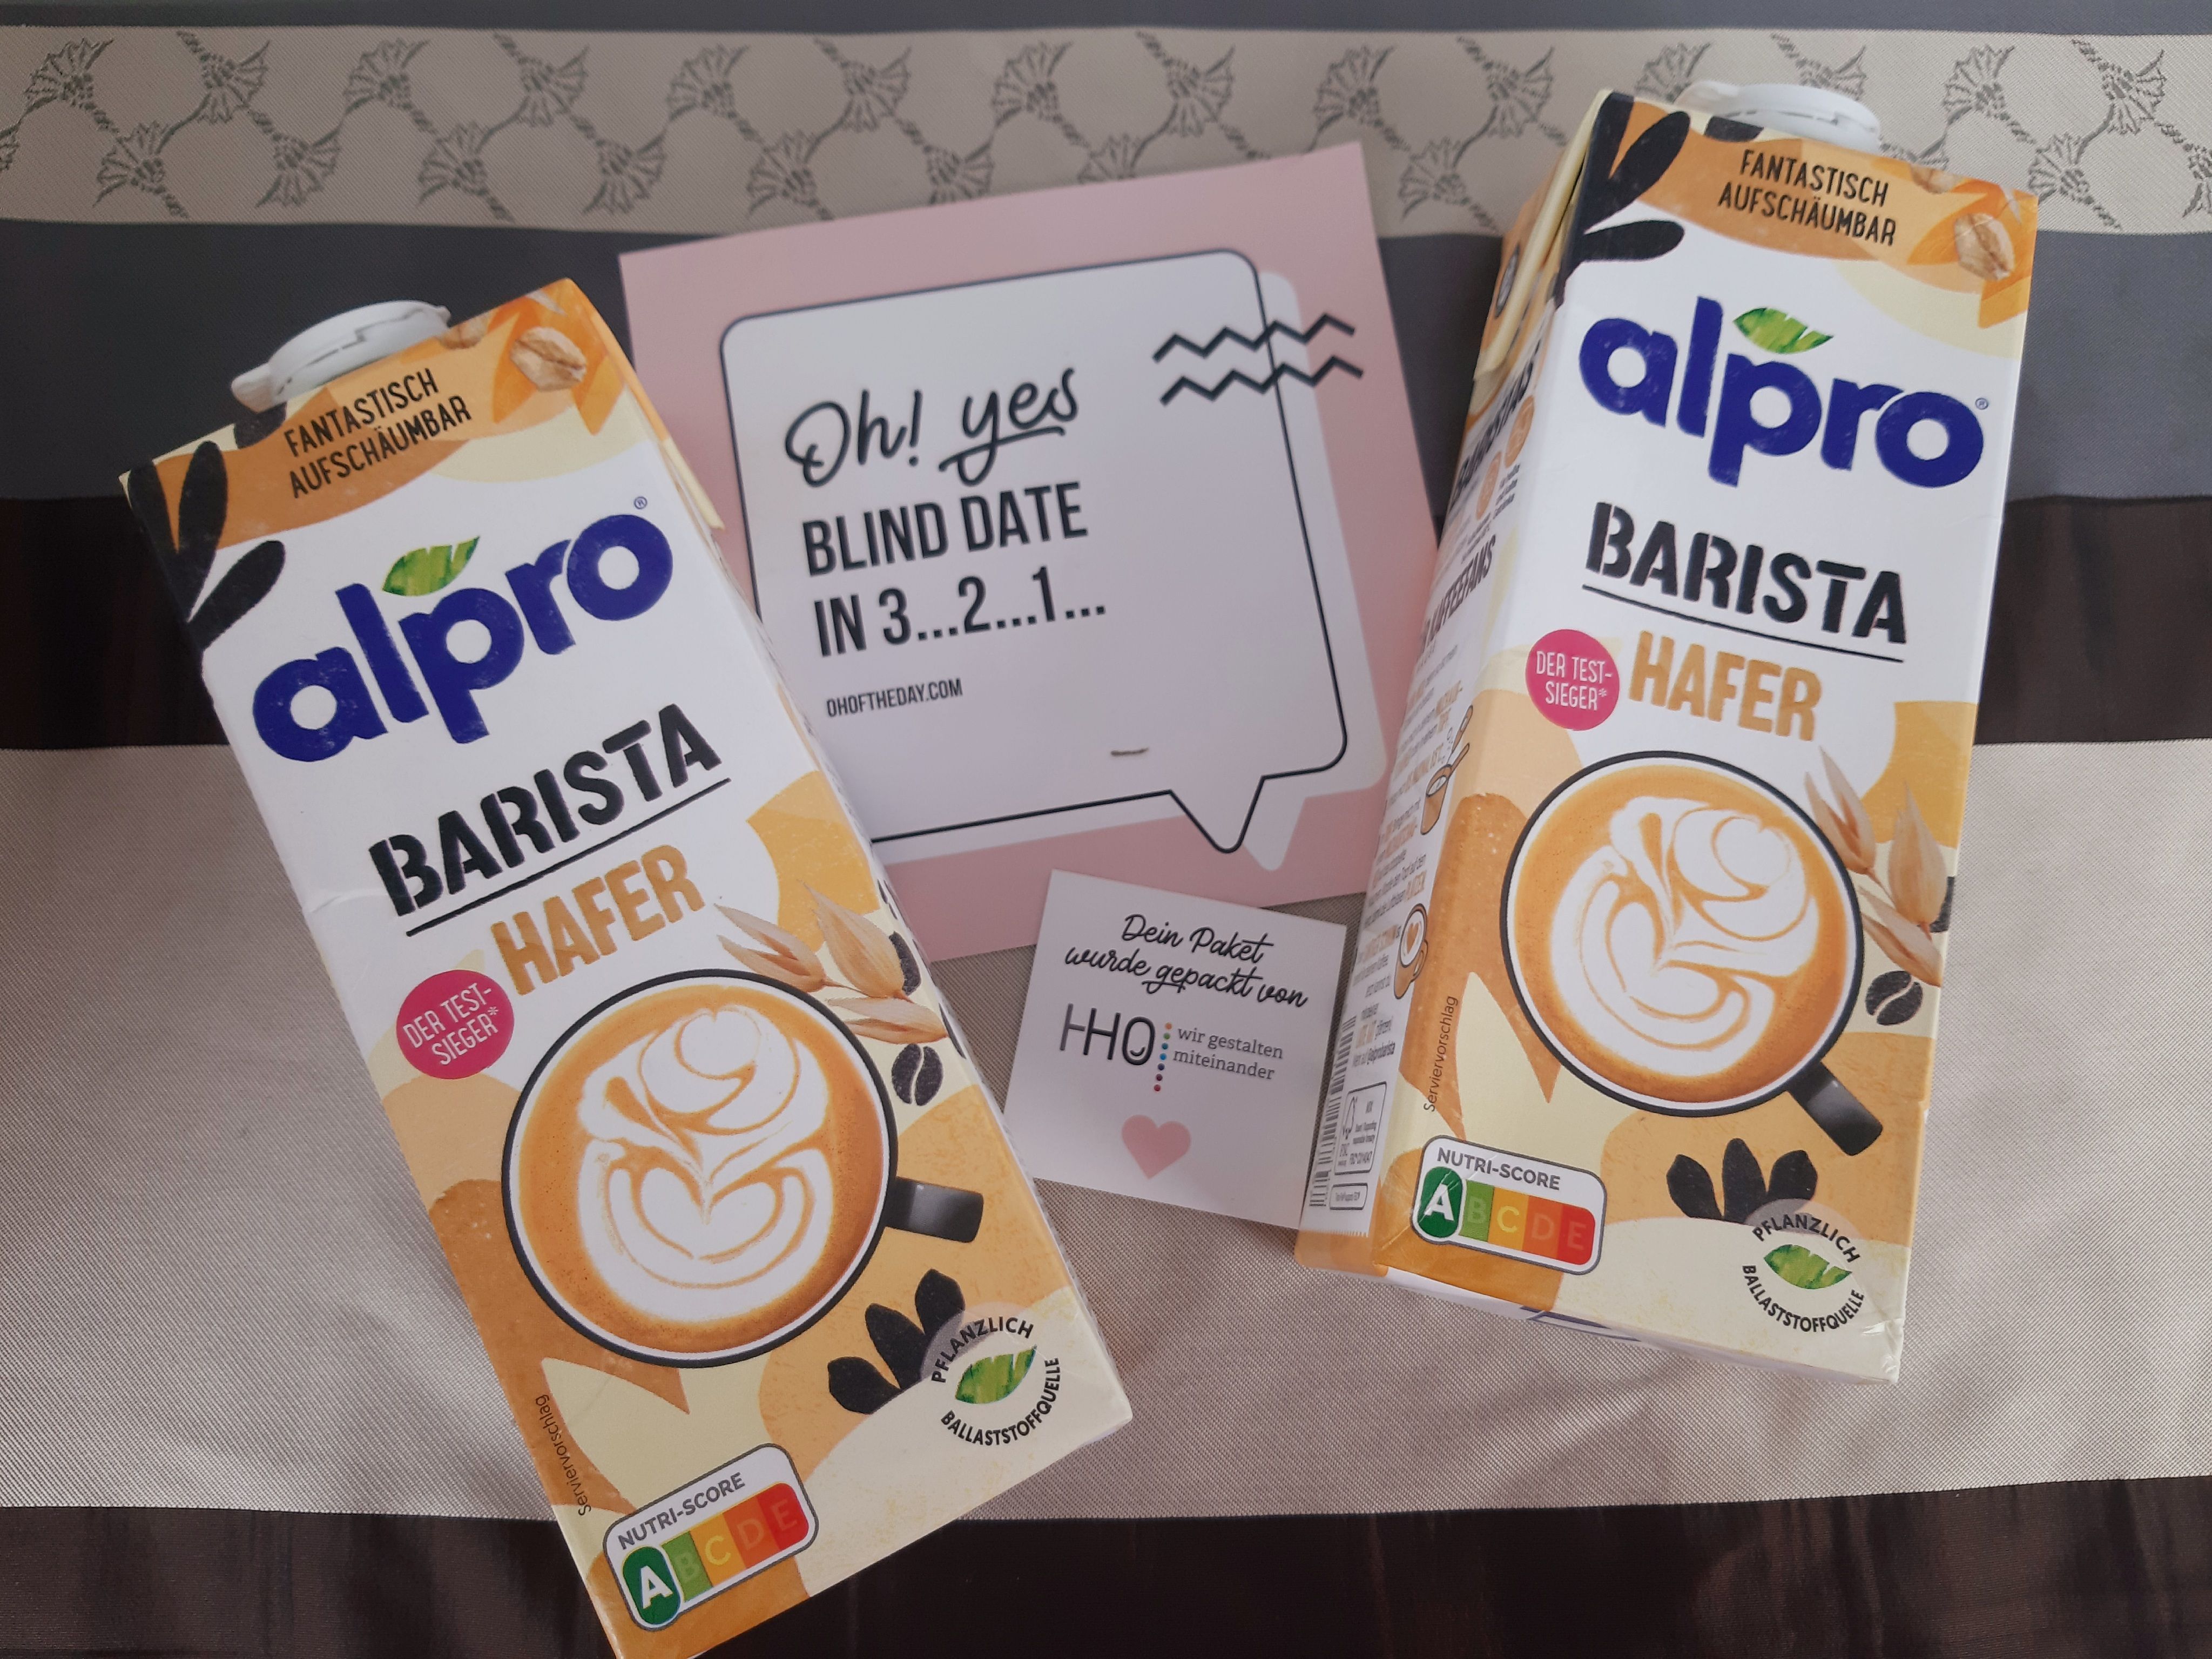 FANTASTISCH
AUFSCHÄUMBAR
alpro®
BARISTA
HAFER
DER TEST-
SIEGER*
Serviervorschlag
NUTRI-SCORE
A B C D E
PFLANZLICH
BALLASTSTOFFQUELLE
Oh! yes
BLIND DATE
IN 3...2...1...
OHOFTHEDAY.COM
Dein Paket
wurde gepackt von
HHO
wir gestalten
miteinander
FANTASTISCH
AUFSCHÄUMBAR
alpro®
BARISTA
HAFER
DER TEST-
SIEGER*
Serviervorschlag
NUTRI-SCORE
A B C D E
PFLANZLICH
BALLASTSTOFFQUELLE